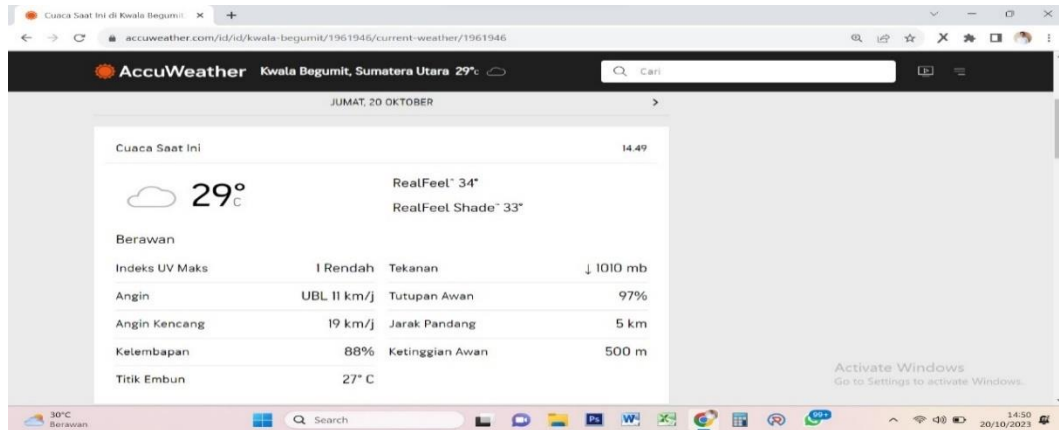 Cuaca Saat Ini di Kwala Begumit
accuweather.com/id/id/kwala-begumit/1961946/current-weather/1961946
AccuWeather Kwala Begumit, Sumatera Utara 29°c Cari
JUMAT, 20 OKTOBER >
Cuaca Saat Ini 14.49
29°C
RealFeel® 34°
RealFeel Shade™ 33°
Berawan
Indeks UV Maks 1 Rendah Tekanan ↓ 1010 mb
Angin UBL 11 km/j Tutupan Awan 97%
Angin Kencang 19 km/j Jarak Pandang 5 km
Kelembapan 88% Ketinggian Awan 500 m
Titik Embun 27° C
Activate Windows
Go to Settings to activate Windows.
30°C
Berawan
Search
Ps
99+
14:50
20/10/2023